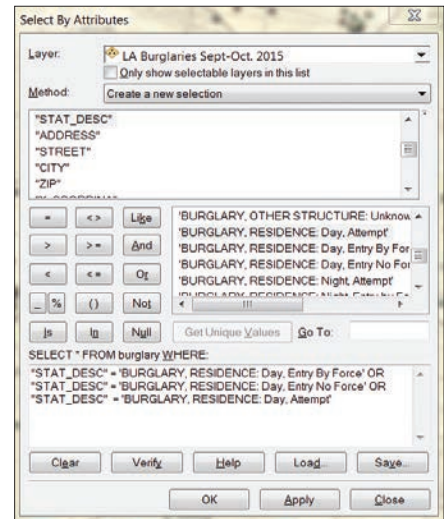 Select By Attributes
Layer: LA Burglaries Sept-Oct. 2015
Only show selectable layers in this list
Method: Create a new selection
"STAT_DESC"
"ADDRESS"
"STREET"
"CITY"
"ZIP"
= <> Like
> >= And
< <= Or
_ % () Not
Is In Null
'BURGLARY, OTHER STRUCTURE: Unknow
'BURGLARY, RESIDENCE: Day, Attempt'
'BURGLARY, RESIDENCE: Day, Entry By For
'BURGLARY, RESIDENCE: Day, Entry No For
'BURGLARY, RESIDENCE: Night, Attempt'
Get Unique Values Go To:
SELECT * FROM burglary WHERE:
"STAT_DESC" = 'BURGLARY, RESIDENCE: Day, Entry By Force' OR
"STAT_DESC" = 'BURGLARY, RESIDENCE: Day, Entry No Force' OR
"STAT_DESC" = 'BURGLARY, RESIDENCE: Day, Attempt'
Clear Verify Help Load... Save...
OK Apply Close